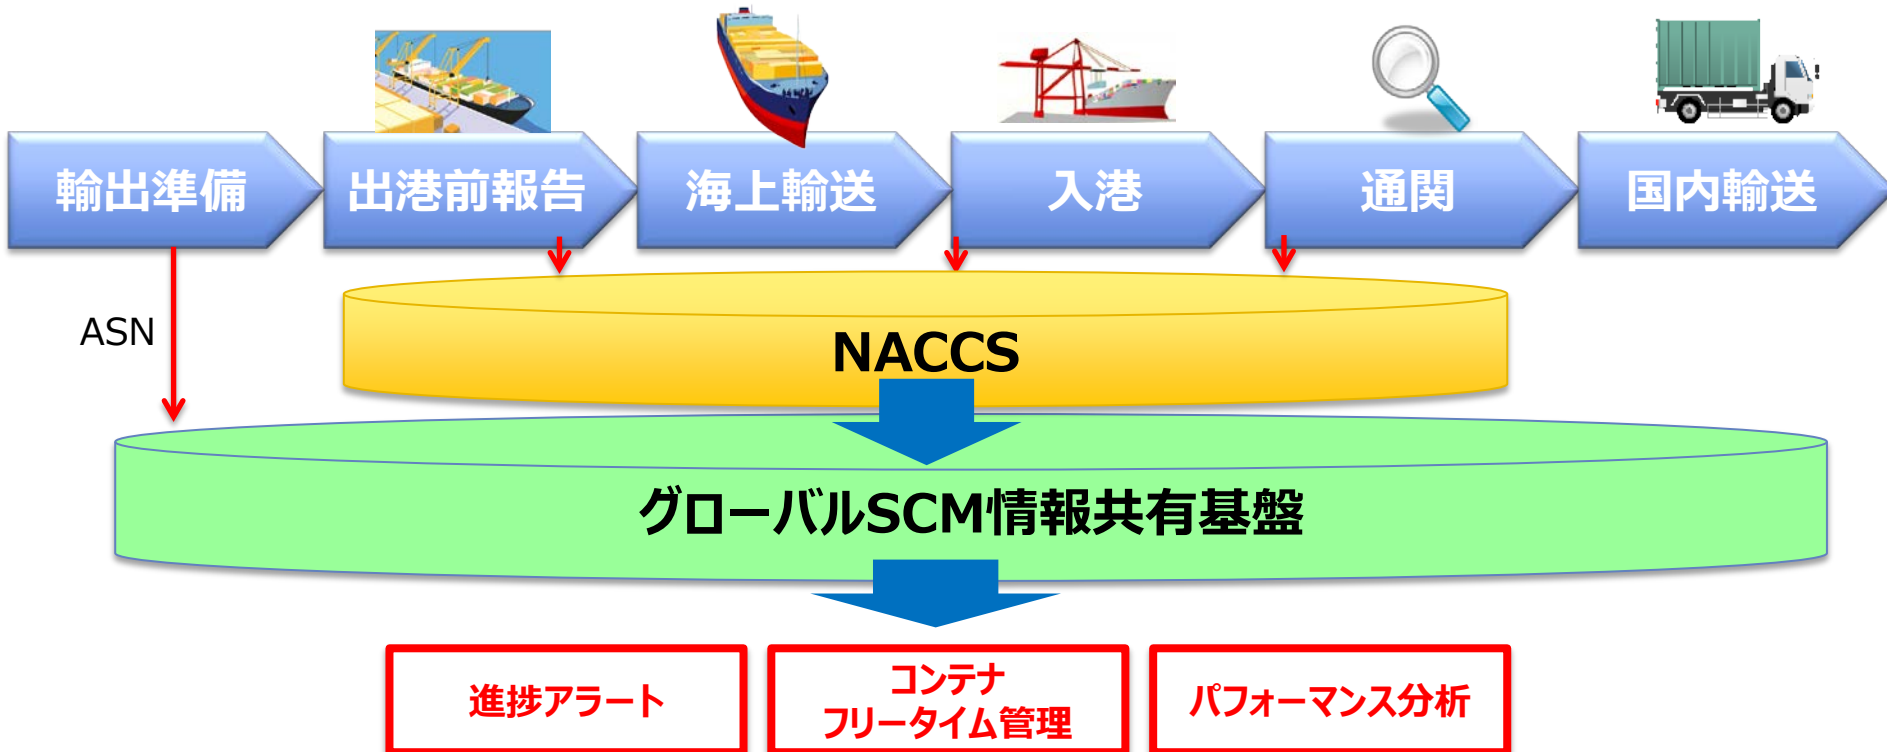 輸出準備
出港前報告
海上輸送
入港
通関
国内輸送
ASN
NACCS
グローバルSCM情報共有基盤
進捗アラート
コンテナ
フリータイム管理
パフォーマンス分析